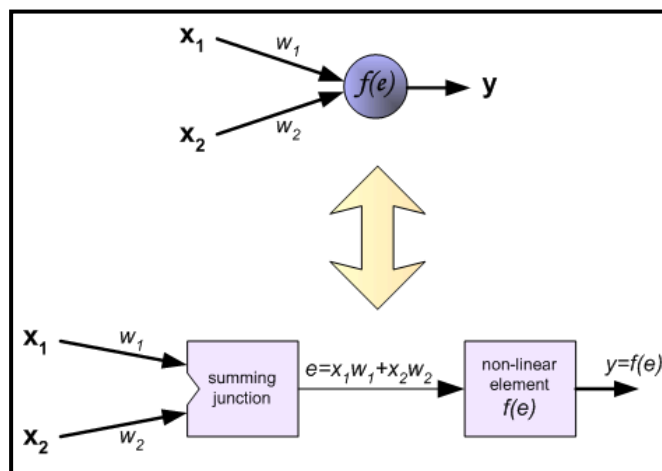 x₁
w₁
f(e)
y
x₂
w₂
x₁
w₁
summing
junction
e=x₁w₁+x₂w₂
non-linear
element
f(e)
y=f(e)
x₂
w₂